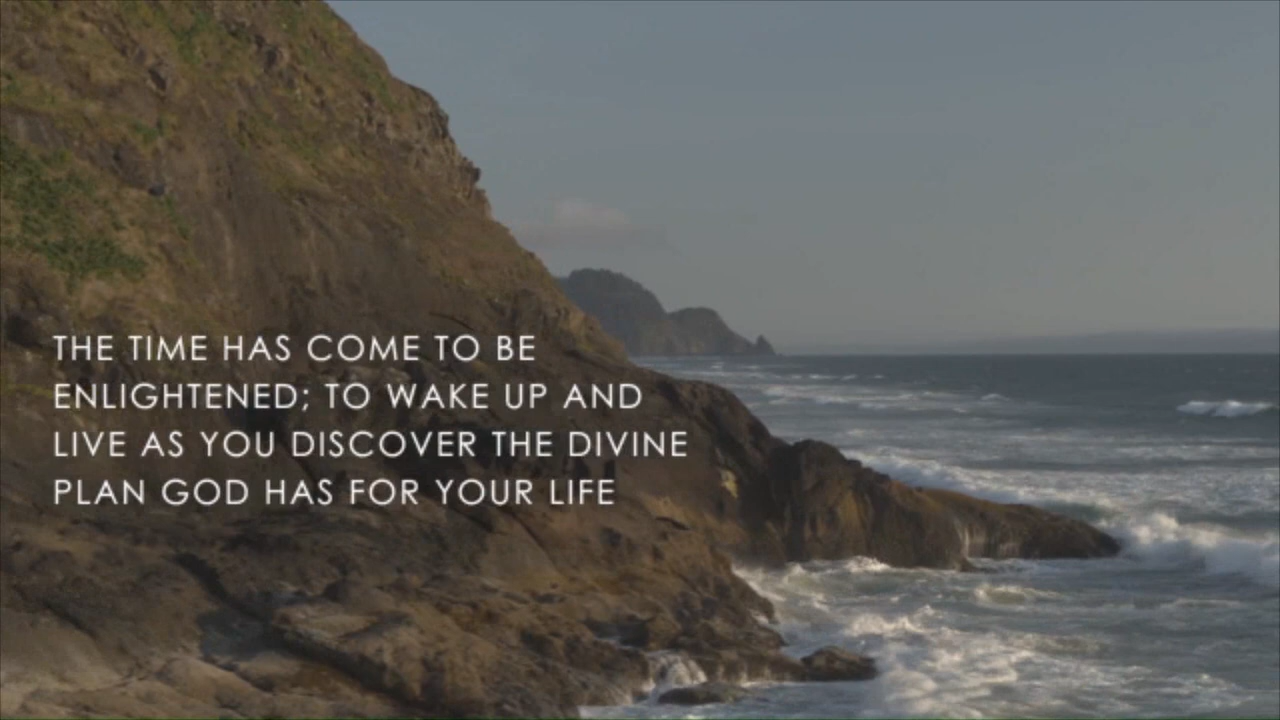 THE TIME HAS COME TO BE
ENLIGHTENED; TO WAKE UP AND
LIVE AS YOU DISCOVER THE DIVINE
PLAN GOD HAS FOR YOUR LIFE